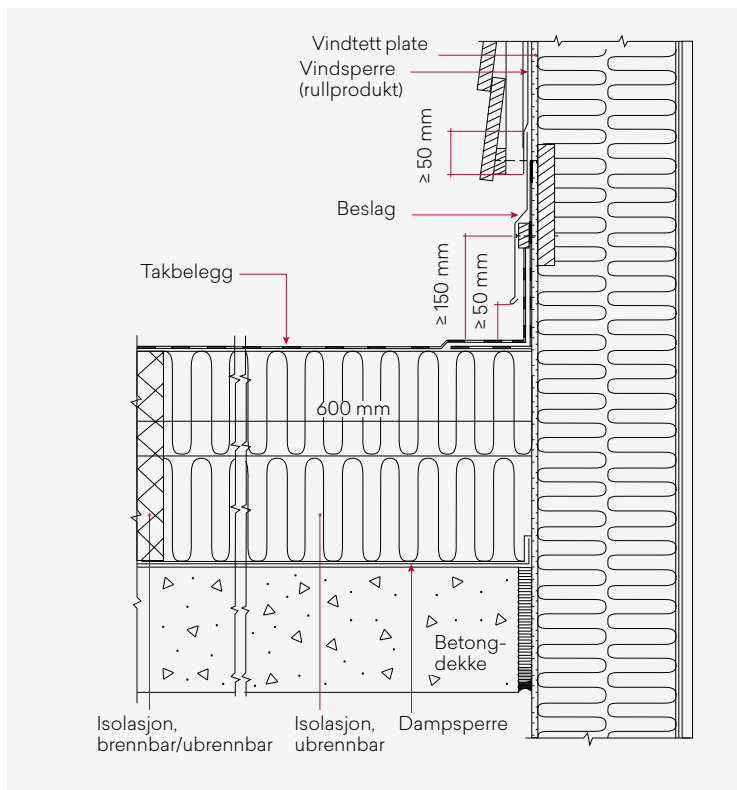 Vindtett plate
Vindsperre
(rullprodukt)
≥ 50 mm
Beslag
≥ 150 mm
≥ 50 mm
Takbelegg
600 mm
Betong-
dekke
Isolasjon,
brennbar/ubrennbar
Isolasjon,
ubrennbar
Dampsperre